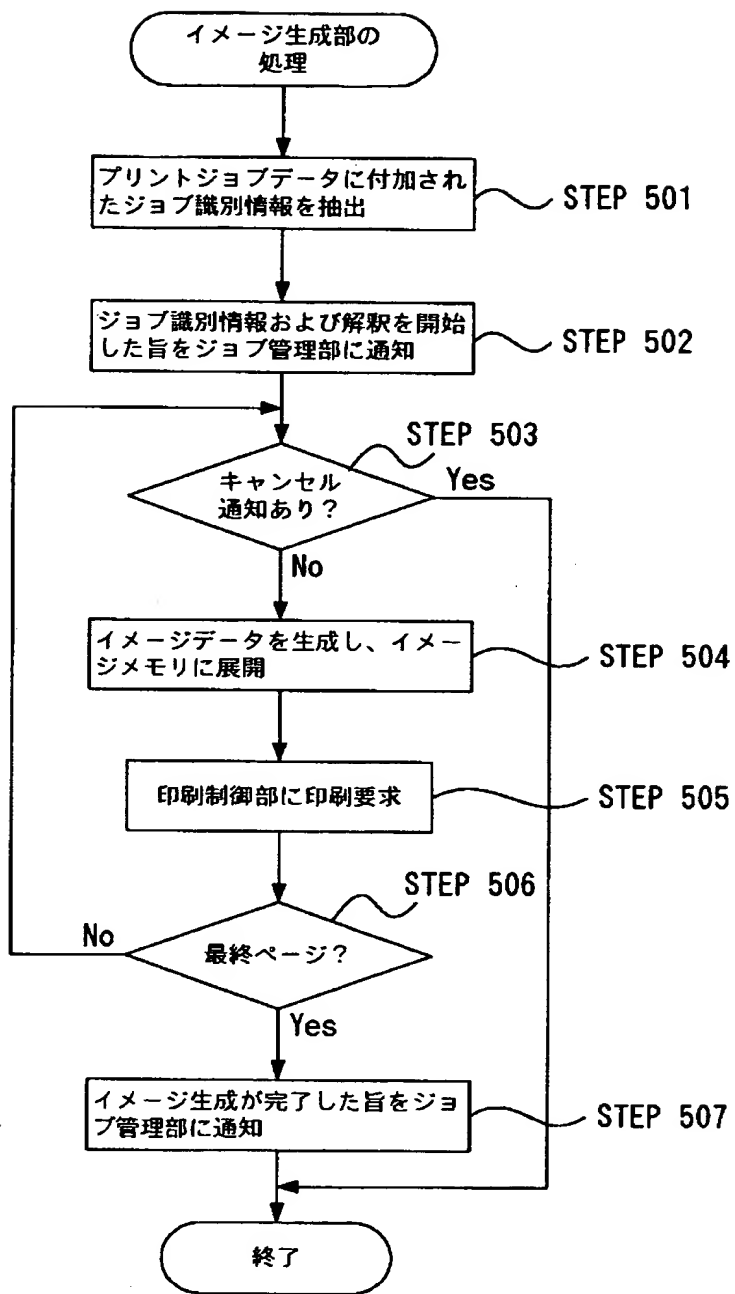 イメージ生成部の
処理
プリントジョブデータに付加され
たジョブ識別情報を抽出
STEP 501
ジョブ識別情報および解釈を開始
した旨をジョブ管理部に通知
STEP 502
STEP 503
キャンセル
通知あり？
Yes
No
イメージデータを生成し、イメー
ジメモリに展開
STEP 504
印刷制御部に印刷要求
STEP 505
STEP 506
最終ページ？
No
Yes
イメージ生成が完了した旨をジョ
ブ管理部に通知
STEP 507
終了